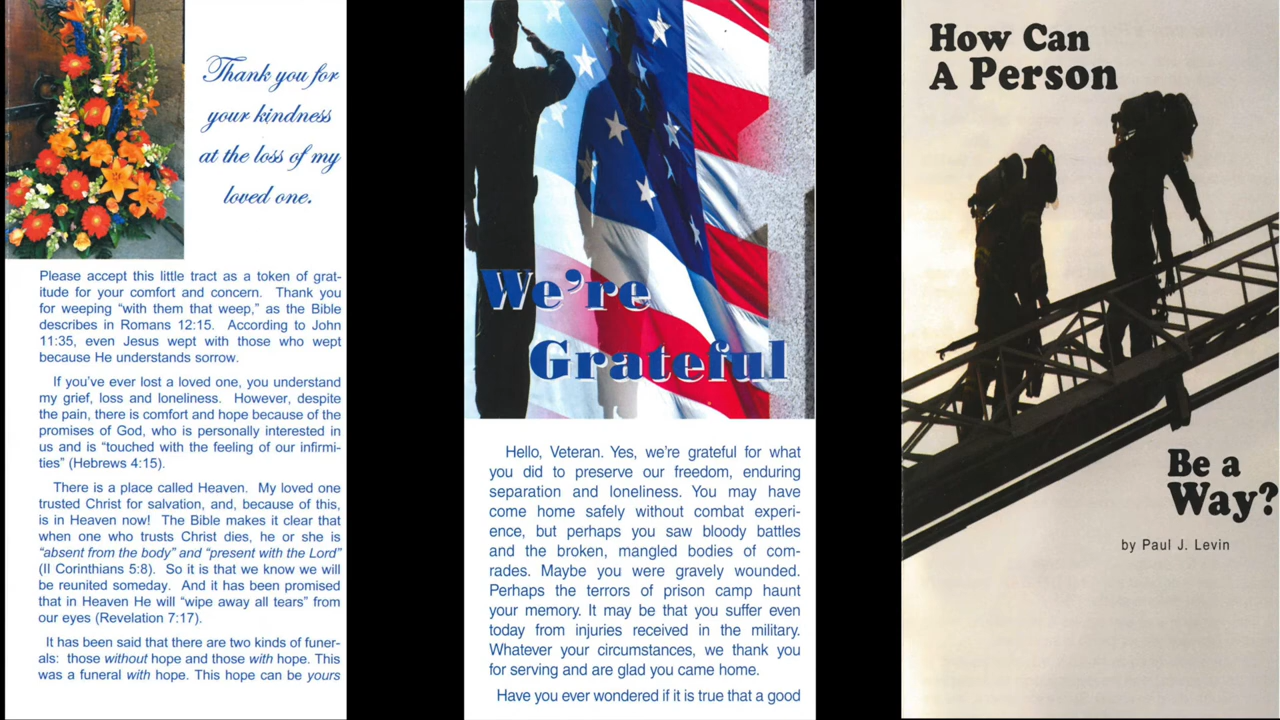 Thank you for
your kindness
at the loss of my
loved one.
Please accept this little tract as a token of grat-
itude for your comfort and concern. Thank you
for weeping “with them that weep,” as the Bible
describes in Romans 12:15. According to John
11:35, even Jesus wept with those who wept
because He understands sorrow.
If you’ve ever lost a loved one, you understand
my grief, loss and loneliness. However, despite
the pain, there is comfort and hope because of the
promises of God, who is personally interested in
us and is “touched with the feeling of our infirmi-
ties” (Hebrews 4:15).
There is a place called Heaven. My loved one
trusted Christ for salvation, and, because of this,
is in Heaven now! The Bible makes it clear that
when one who trusts Christ dies, he or she is
“absent from the body” and “present with the Lord”
(II Corinthians 5:8). So it is that we know we will
be reunited someday. And it has been promised
that in Heaven He will “wipe away all tears” from
our eyes (Revelation 7:17).
It has been said that there are two kinds of funer-
als: those without hope and those with hope. This
was a funeral with hope. This hope can be yours
We’re
Grateful
Hello, Veteran. Yes, we’re grateful for what
you did to preserve our freedom, enduring
separation and loneliness. You may have
come home safely without combat experi-
ence, but perhaps you saw bloody battles
and the broken, mangled bodies of com-
rades. Maybe you were gravely wounded.
Perhaps the terrors of prison camp haunt
your memory. It may be that you suffer even
today from injuries received in the military.
Whatever your circumstances, we thank you
for serving and are glad you came home.
Have you ever wondered if it is true that a good
How Can
A Person
Be a
Way?
by Paul J. Levin